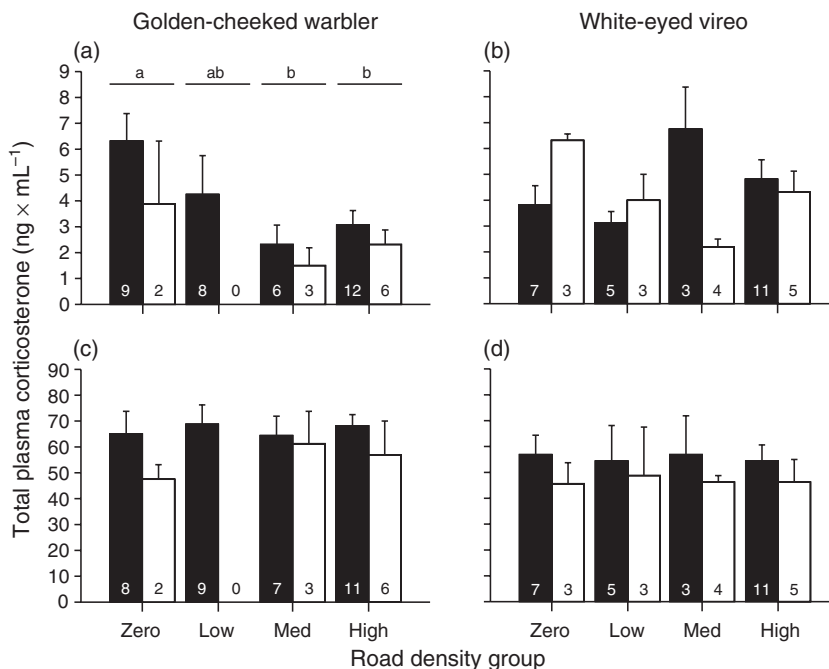 Golden-cheeked warbler
White-eyed vireo
(a)
a ab b b
9
8
7
6
5
4
3
2
1
0
9 2 8 0 6 3 12 6
(b)
7 3 5 3 3 4 11 5
(c)
90
80
70
60
50
40
30
20
10
0
8 2 9 0 7 3 11 6
Zero Low Med High
(d)
7 3 5 3 3 4 11 5
Zero Low Med High
Total plasma corticosterone (ng × mL⁻¹)
Road density group